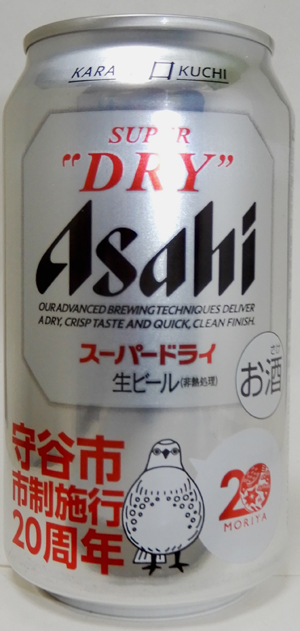 KARA 口 KUCHI
SUPER
"DRY"
Asahi
OUR ADVANCED BREWING TECHNIQUES DELIVER
A DRY, CRISP TASTE AND QUICK, CLEAN FINISH.
スーパードライ
生ビール(非熱処理)
お酒
守谷市
市制施行
20周年
20
MORIYA